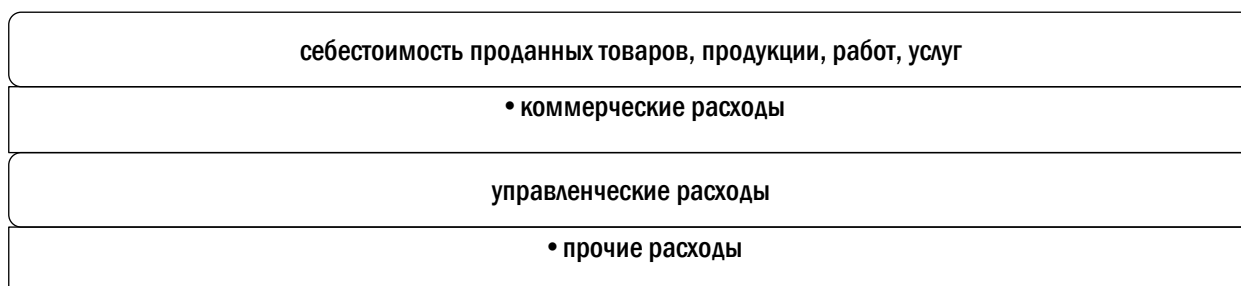 себестоимость проданных товаров, продукции, работ, услуг
• коммерческие расходы
управленческие расходы
• прочие расходы